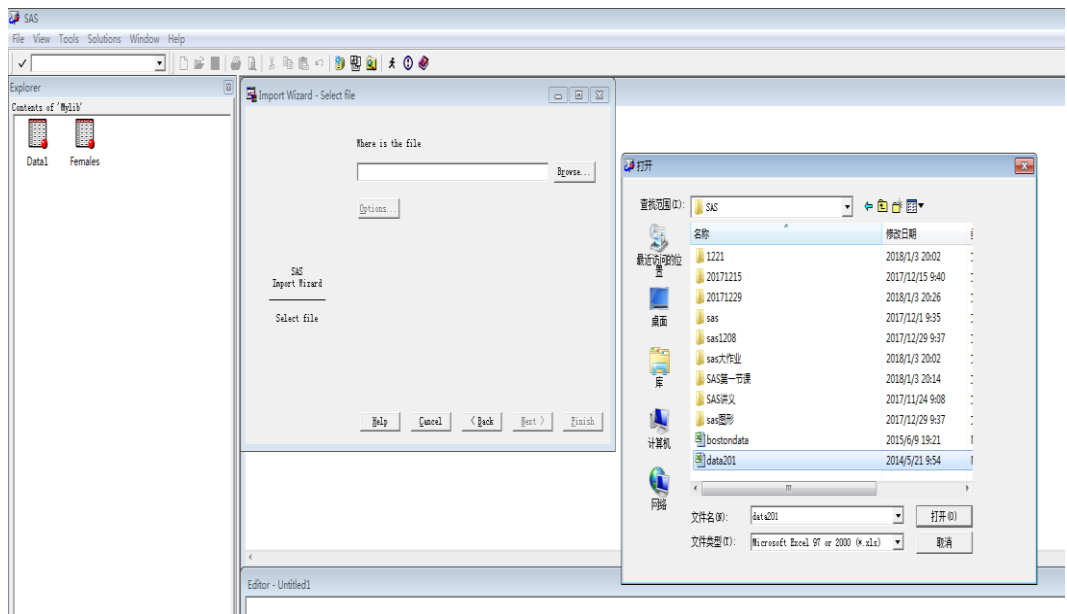 SAS
File View Tools Solutions Window Help
Explorer
Contents of 'Mylib'
Data1 Females
Import Wizard - Select file
Where is the file
Browse...
Options...
SAS
Import Wizard
Select file
Help Cancel < Back Next > Finish
打开
查找范围(I): SAS
名称 修改日期
最近访问的位置
桌面
库
计算机
网络
1221 2018/1/3 20:02
20171215 2017/12/15 9:40
20171229 2018/1/3 20:26
sas 2017/12/1 9:35
sas1208 2017/12/29 9:37
sas大作业 2018/1/3 20:02
SAS第一节课 2018/1/3 20:14
SAS讲义 2017/11/24 9:08
sas图形 2017/12/29 9:37
bostondata 2015/6/9 19:21
data201 2014/5/21 9:54
文件名(N): data201 打开(O)
文件类型(T): Microsoft Excel 97 or 2000 (*.xls) 取消
Editor - Untitled1